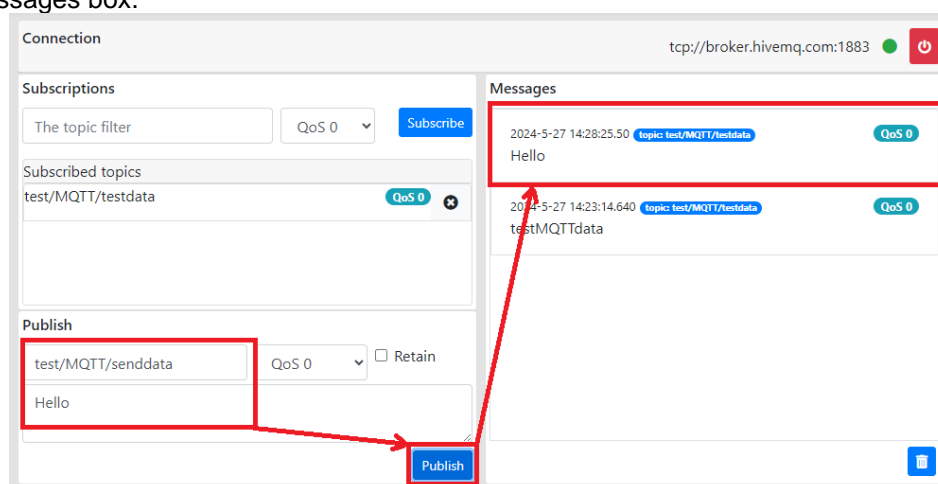 ssages box.
Connection
tcp://broker.hivemq.com:1883
Subscriptions
The topic filter
QoS 0
Subscribe
Subscribed topics
test/MQTT/testdata
QoS 0
Publish
test/MQTT/senddata
QoS 0
Retain
Hello
Publish
Messages
2024-5-27 14:28:25.50 topic: test/MQTT/testdata QoS 0
Hello
2024-5-27 14:23:14.640 topic: test/MQTT/testdata QoS 0
testMQTTdata